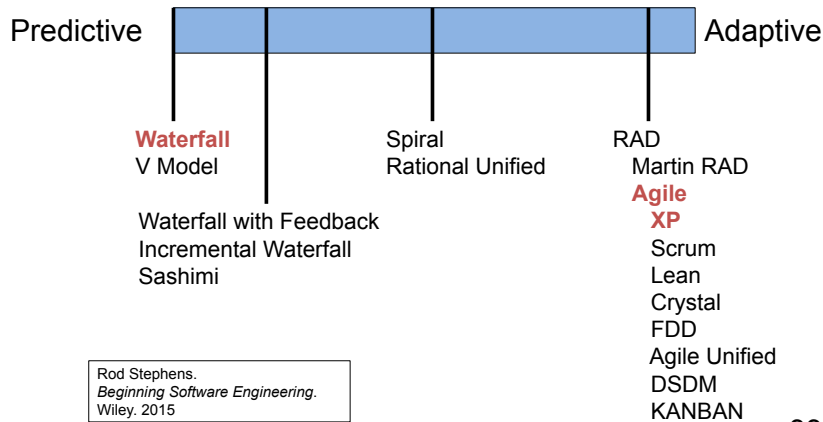 Predictive
Adaptive
Waterfall
V Model
Waterfall with Feedback
Incremental Waterfall
Sashimi
Spiral
Rational Unified
RAD
Martin RAD
Agile
XP
Scrum
Lean
Crystal
FDD
Agile Unified
DSDM
KANBAN
Rod Stephens.
Beginning Software Engineering.
Wiley. 2015